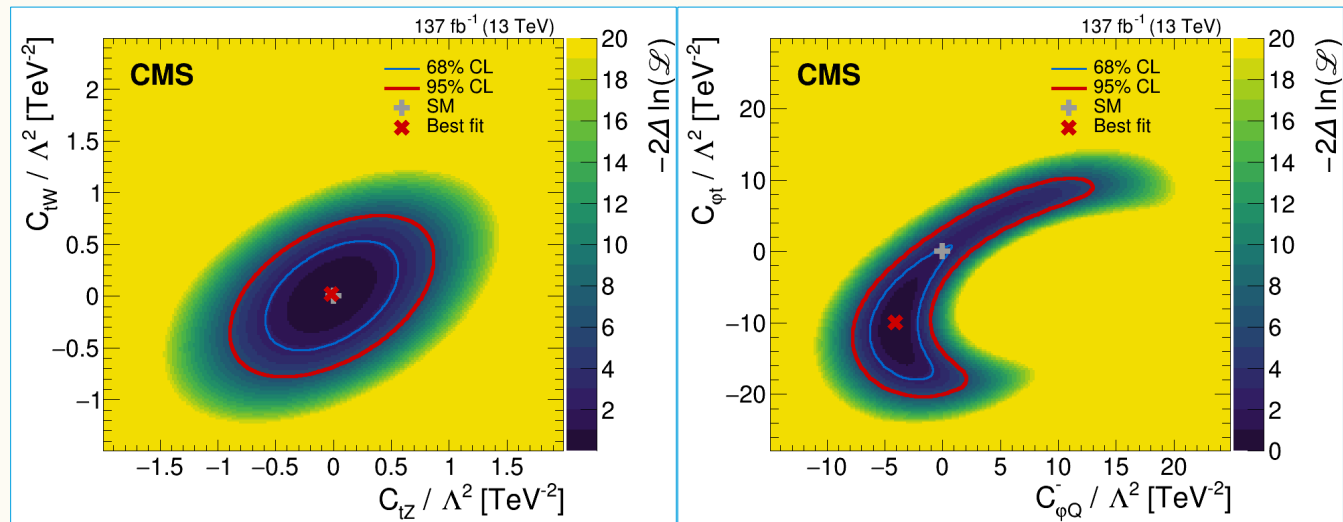 137 fb⁻¹ (13 TeV)
CMS
68% CL
95% CL
SM
Best fit
C_tW / Λ² [TeV⁻²]
2
1.5
1
0.5
0
−0.5
−1
−1.5 −1 −0.5 0 0.5 1 1.5
C_tZ / Λ² [TeV⁻²]
20
18
16
14
12
10
8
6
4
2
−2Δ ln(ℒ)
137 fb⁻¹ (13 TeV)
CMS
68% CL
95% CL
SM
Best fit
C_φt / Λ² [TeV⁻²]
20
10
0
−10
−20
−10 −5 0 5 10 15 20
C⁻_φQ / Λ² [TeV⁻²]
20
18
16
14
12
10
8
6
4
2
0
−2Δ ln(ℒ)